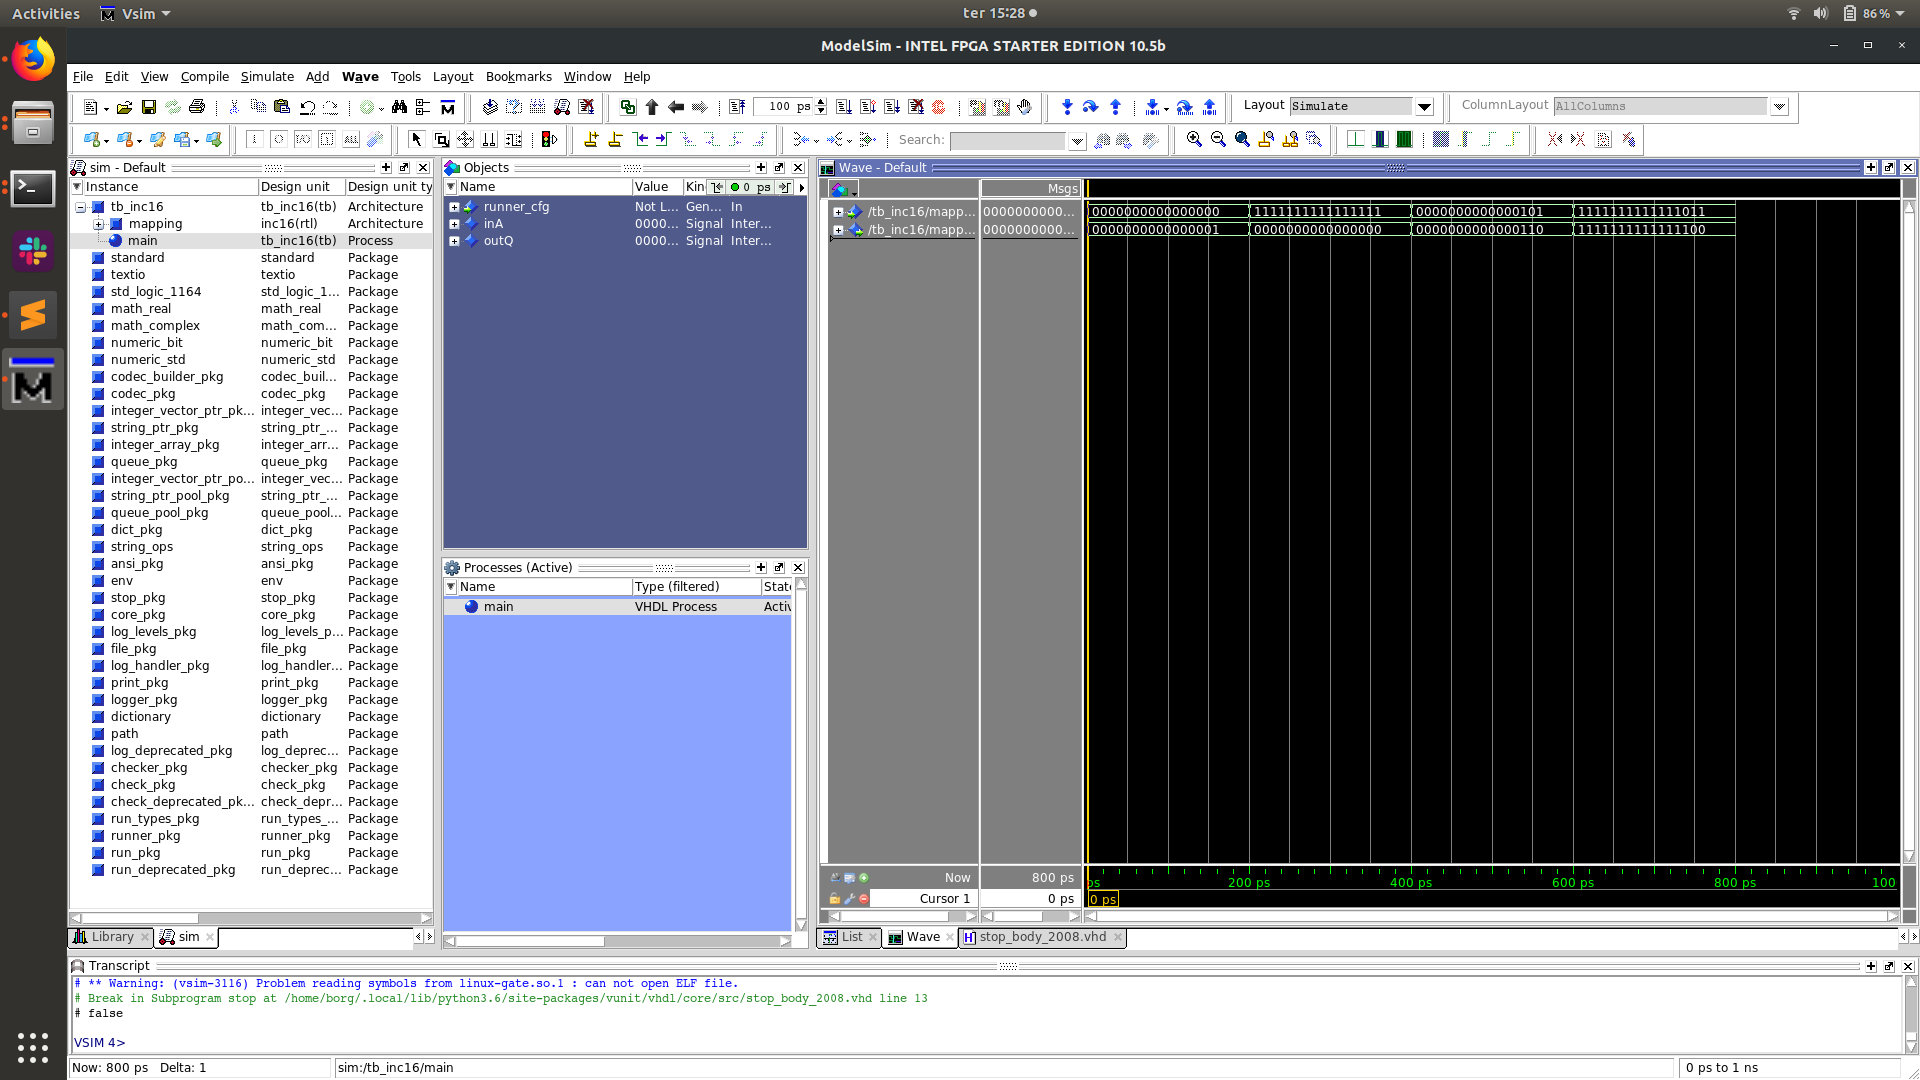 Activities Vsim ter 15:28 86%
ModelSim - INTEL FPGA STARTER EDITION 10.5b
File Edit View Compile Simulate Add Wave Tools Layout Bookmarks Window Help
100 ps Layout Simulate ColumnLayout AllColumns
Search:
sim - Default
Instance Design unit Design unit ty
tb_inc16 tb_inc16(tb) Architecture
mapping inc16(rtl) Architecture
main tb_inc16(tb) Process
standard standard Package
textio textio Package
std_logic_1164 std_logic_1... Package
math_real math_real Package
math_complex math_com... Package
numeric_bit numeric_bit Package
numeric_std numeric_std Package
codec_builder_pkg codec_buil... Package
codec_pkg codec_pkg Package
integer_vector_ptr_pk... integer_vec... Package
string_ptr_pkg string_ptr_... Package
integer_array_pkg integer_arr... Package
queue_pkg queue_pkg Package
integer_vector_ptr_po... integer_vec... Package
string_ptr_pool_pkg string_ptr_... Package
queue_pool_pkg queue_pool... Package
dict_pkg dict_pkg Package
string_ops string_ops Package
ansi_pkg ansi_pkg Package
env env Package
stop_pkg stop_pkg Package
core_pkg core_pkg Package
log_levels_pkg log_levels_p... Package
file_pkg file_pkg Package
log_handler_pkg log_handler... Package
print_pkg print_pkg Package
logger_pkg logger_pkg Package
dictionary dictionary Package
path path Package
log_deprecated_pkg log_deprec... Package
checker_pkg checker_pkg Package
check_pkg check_pkg Package
check_deprecated_pk... check_depr... Package
run_types_pkg run_types_... Package
runner_pkg runner_pkg Package
run_pkg run_pkg Package
run_deprecated_pkg run_deprec... Package
Library sim
Objects
Name Value Kin 0 ps
runner_cfg Not L... Gen... In
inA 0000... Signal Inter...
outQ 0000... Signal Inter...
Processes (Active)
Name Type (filtered) State
main VHDL Process Activ
Wave - Default
Msgs
/tb_inc16/mapp... 0000000000... 0000000000000000 1111111111111111 0000000000000101 1111111111111011
/tb_inc16/mapp... 0000000000... 0000000000000001 0000000000000000 0000000000000110 1111111111111100
Now 800 ps ps 200 ps 400 ps 600 ps 800 ps 100
Cursor 1 0 ps 0 ps
List Wave stop_body_2008.vhd
Transcript
# ** Warning: (vsim-3116) Problem reading symbols from linux-gate.so.1 : can not open ELF file.
# Break in Subprogram stop at /home/borg/.local/lib/python3.6/site-packages/vunit/vhdl/core/src/stop_body_2008.vhd line 13
# false
VSIM 4>
Now: 800 ps Delta: 1 sim:/tb_inc16/main 0 ps to 1 ns